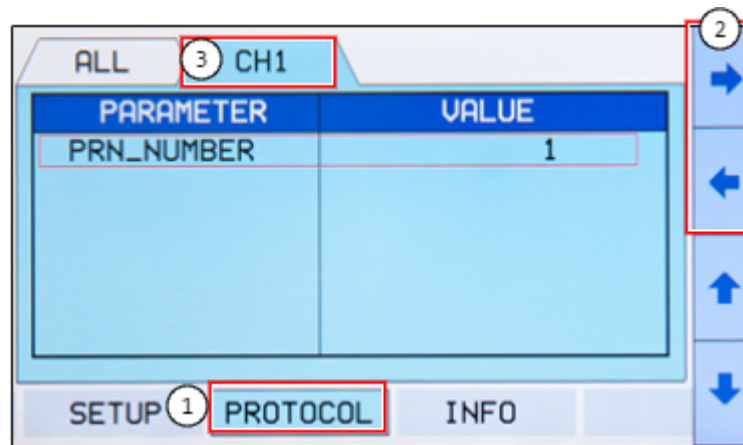 2
ALL 3 CH1
PARAMETER VALUE
PRN_NUMBER 1
SETUP 1 PROTOCOL INFO